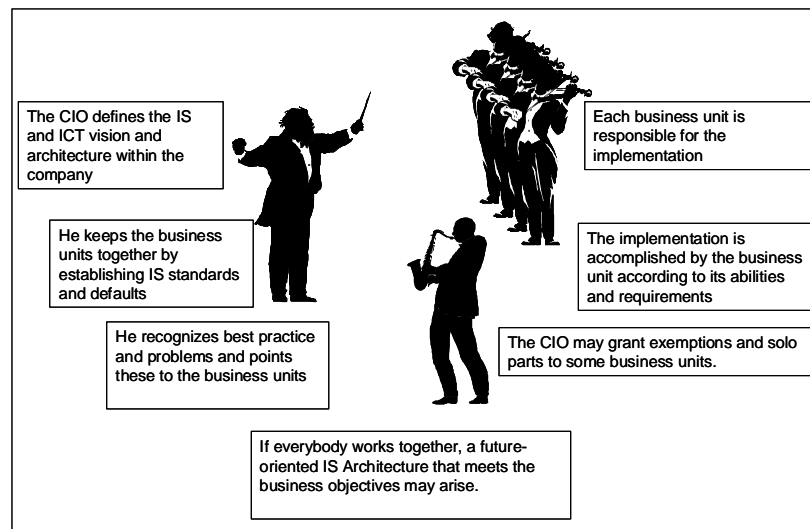 The CIO defines the IS
and ICT vision and
architecture within the
company
He keeps the business
units together by
establishing IS standards
and defaults
He recognizes best practice
and problems and points
these to the business units
Each business unit is
responsible for the
implementation
The implementation is
accomplished by the business
unit according to its abilities
and requirements
The CIO may grant exemptions and solo
parts to some business units.
If everybody works together, a future-
oriented IS Architecture that meets the
business objectives may arise.